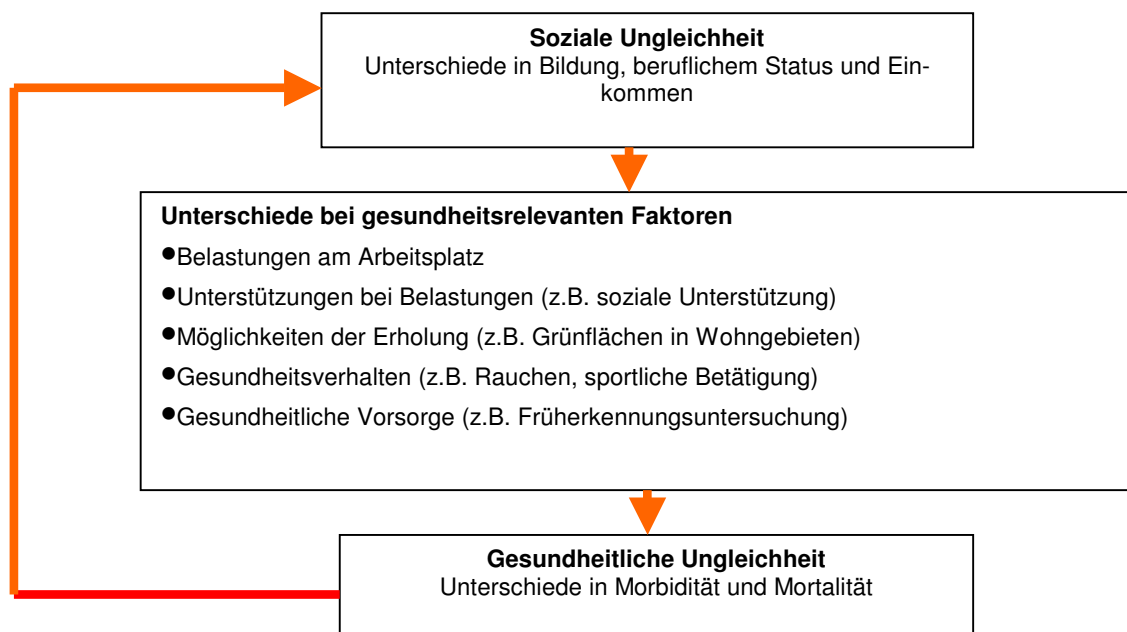 Soziale Ungleichheit
Unterschiede in Bildung, beruflichem Status und Ein-
kommen
Unterschiede bei gesundheitsrelevanten Faktoren
●Belastungen am Arbeitsplatz
●Unterstützungen bei Belastungen (z.B. soziale Unterstützung)
●Möglichkeiten der Erholung (z.B. Grünflächen in Wohngebieten)
●Gesundheitsverhalten (z.B. Rauchen, sportliche Betätigung)
●Gesundheitliche Vorsorge (z.B. Früherkennungsuntersuchung)
Gesundheitliche Ungleichheit
Unterschiede in Morbidität und Mortalität